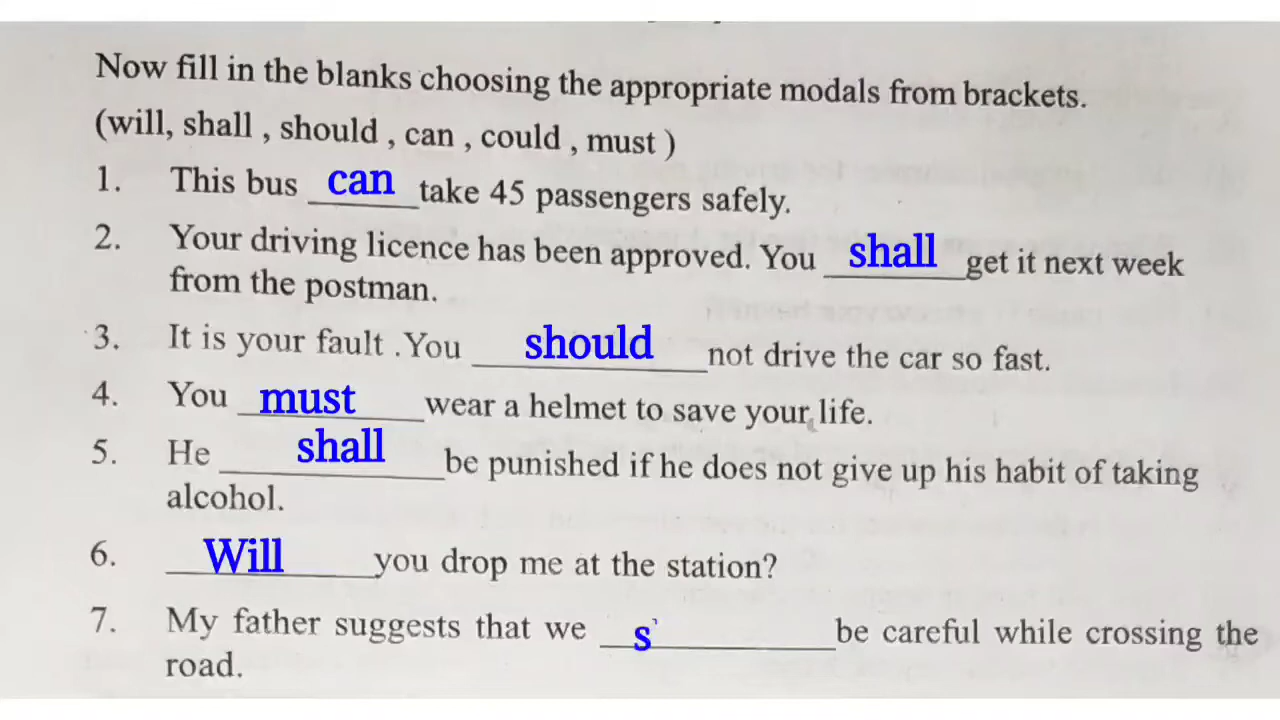 Now fill in the blanks choosing the appropriate modals from brackets.
(will, shall , should , can , could , must )
1. This bus can take 45 passengers safely.
2. Your driving licence has been approved. You shall get it next week
from the postman.
3. It is your fault .You should not drive the car so fast.
4. You must wear a helmet to save your life.
5. He shall be punished if he does not give up his habit of taking
alcohol.
6. Will you drop me at the station?
7. My father suggests that we s be careful while crossing the
road.